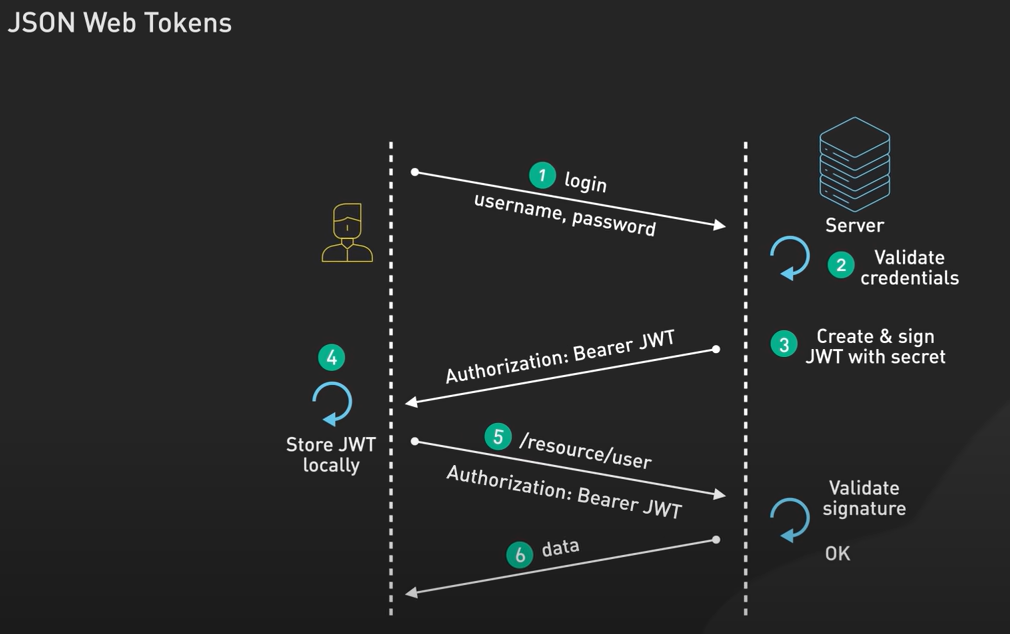 JSON Web Tokens
1 login
username, password
Server
2 Validate
credentials
3 Create & sign
JWT with secret
Authorization: Bearer JWT
4
Store JWT
locally
5 /resource/user
Authorization: Bearer JWT
Validate
signature
OK
6 data